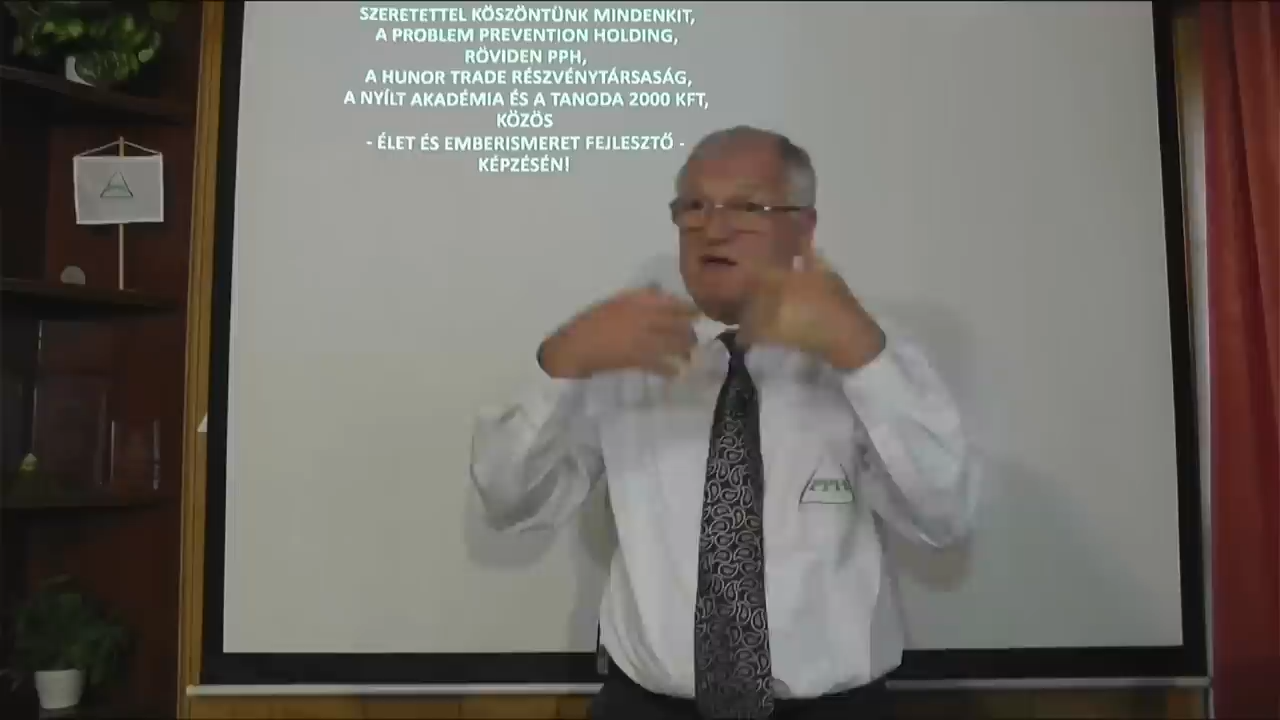 SZERETETTEL KÖSZÖNTÜNK MINDENKIT,
A PROBLEM PREVENTION HOLDING,
RÖVIDEN PPH,
A HUNOR TRADE RÉSZVÉNYTÁRSASÁG,
A NYÍLT AKADÉMIA ÉS A TANODA 2000 KFT,
KÖZÖS
- ÉLET ÉS EMBERISMERET FEJLESZTŐ -
KÉPZÉSÉN!
PPH